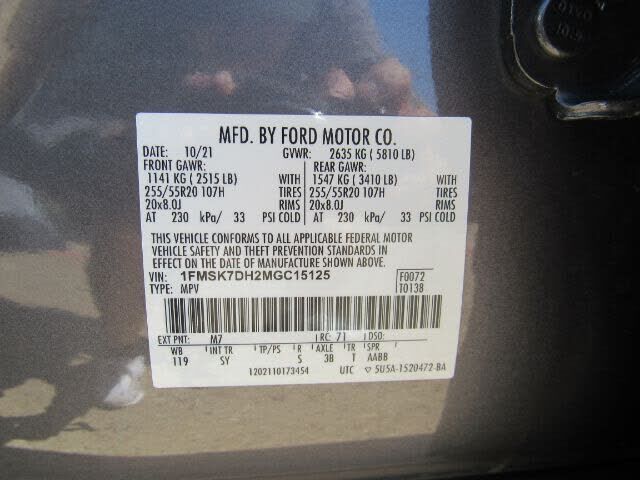 MFD. BY FORD MOTOR CO.
DATE: 10/21 GVWR: 2635 KG ( 5810 LB)
FRONT GAWR: REAR GAWR:
1141 KG ( 2515 LB) WITH 1547 KG ( 3410 LB) WITH
255/55R20 107H TIRES 255/55R20 107H TIRES
20x8.0J RIMS 20x8.0J RIMS
AT 230 kPa/ 33 PSI COLD AT 230 kPa/ 33 PSI COLD
THIS VEHICLE CONFORMS TO ALL APPLICABLE FEDERAL MOTOR
VEHICLE SAFETY AND THEFT PREVENTION STANDARDS IN
EFFECT ON THE DATE OF MANUFACTURE SHOWN ABOVE.
VIN: 1FMSK7DH2MGC15125 F0072
TYPE: MPV T0138
EXT PNT: M7 RC: 71 DSO:
WB INT TR TP/PS R AXLE TR SPR
119 SY S 3B T AABB
1202110173454 UTC ▽ 5U5A-1520472-BA